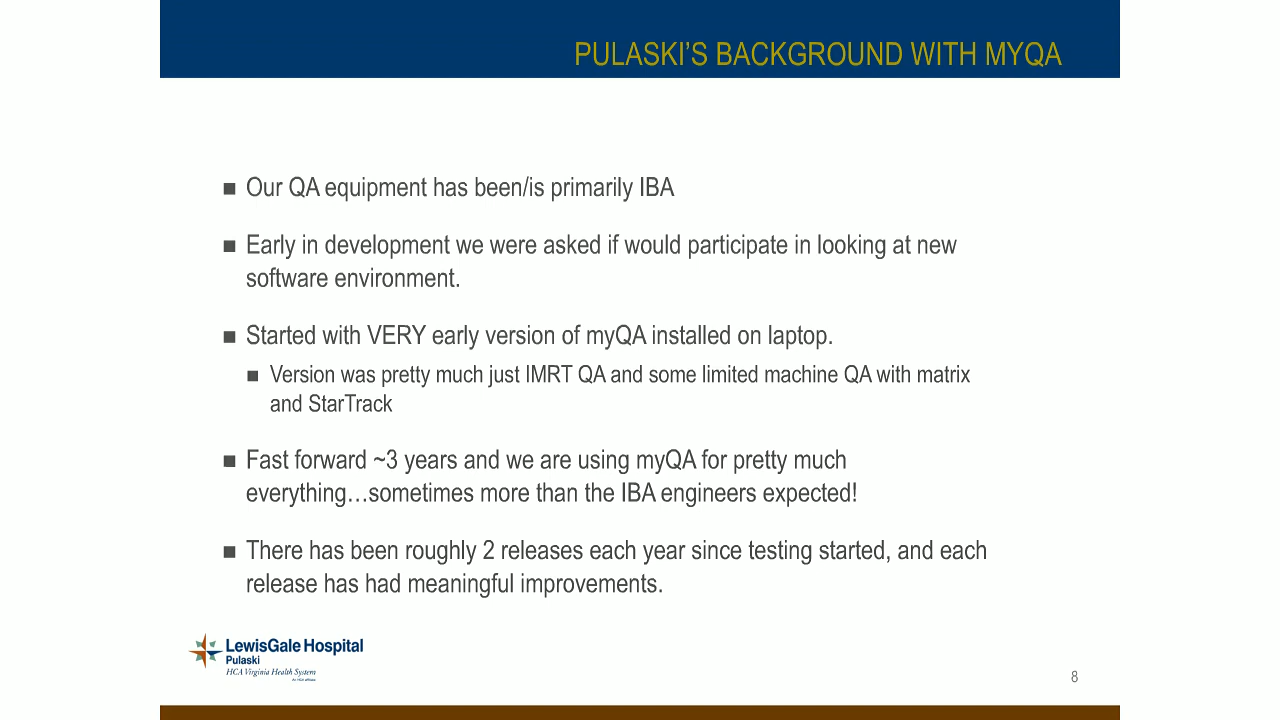 PULASKI'S BACKGROUND WITH MYQA
■ Our QA equipment has been/is primarily IBA
■ Early in development we were asked if would participate in looking at new
software environment.
■ Started with VERY early version of myQA installed on laptop.
■ Version was pretty much just IMRT QA and some limited machine QA with matrix
and StarTrack
■ Fast forward ~3 years and we are using myQA for pretty much
everything…sometimes more than the IBA engineers expected!
■ There has been roughly 2 releases each year since testing started, and each
release has had meaningful improvements.
LewisGale Hospital
Pulaski
HCA Virginia Health System
An HCA affiliate
8